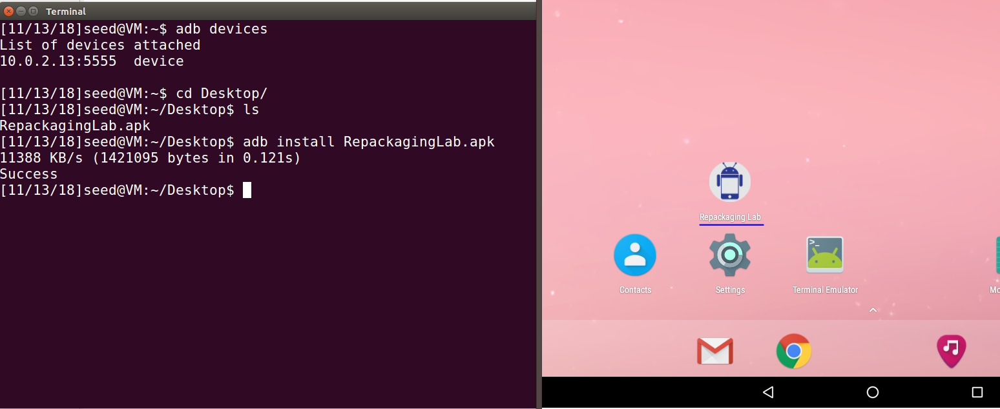 Terminal
[11/13/18]seed@VM:~$ adb devices
List of devices attached
10.0.2.13:5555  device
[11/13/18]seed@VM:~$ cd Desktop/
[11/13/18]seed@VM:~/Desktop$ ls
RepackagingLab.apk
[11/13/18]seed@VM:~/Desktop$ adb install RepackagingLab.apk
11388 KB/s (1421095 bytes in 0.121s)
Success
[11/13/18]seed@VM:~/Desktop$
Repackaging Lab
>_
Contacts
Settings
Terminal Emulator